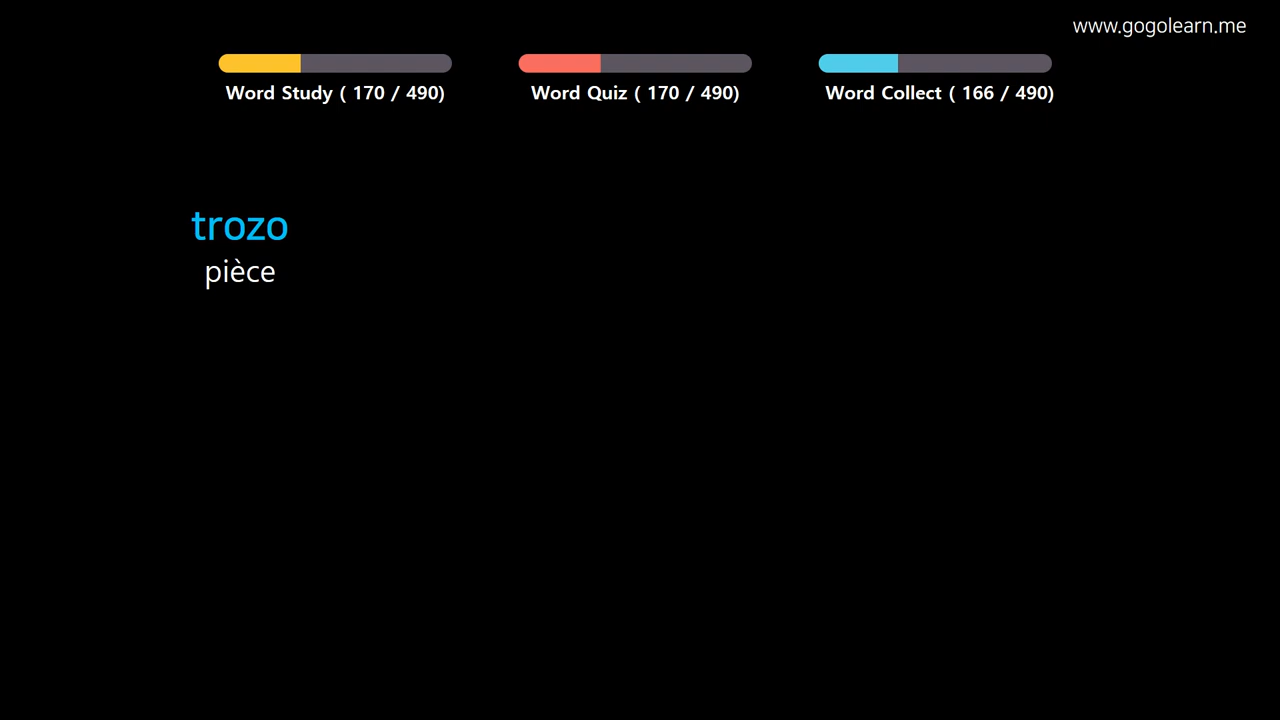 www.gogolearn.me
Word Study ( 170 / 490)
Word Quiz ( 170 / 490)
Word Collect ( 166 / 490)
trozo
pièce